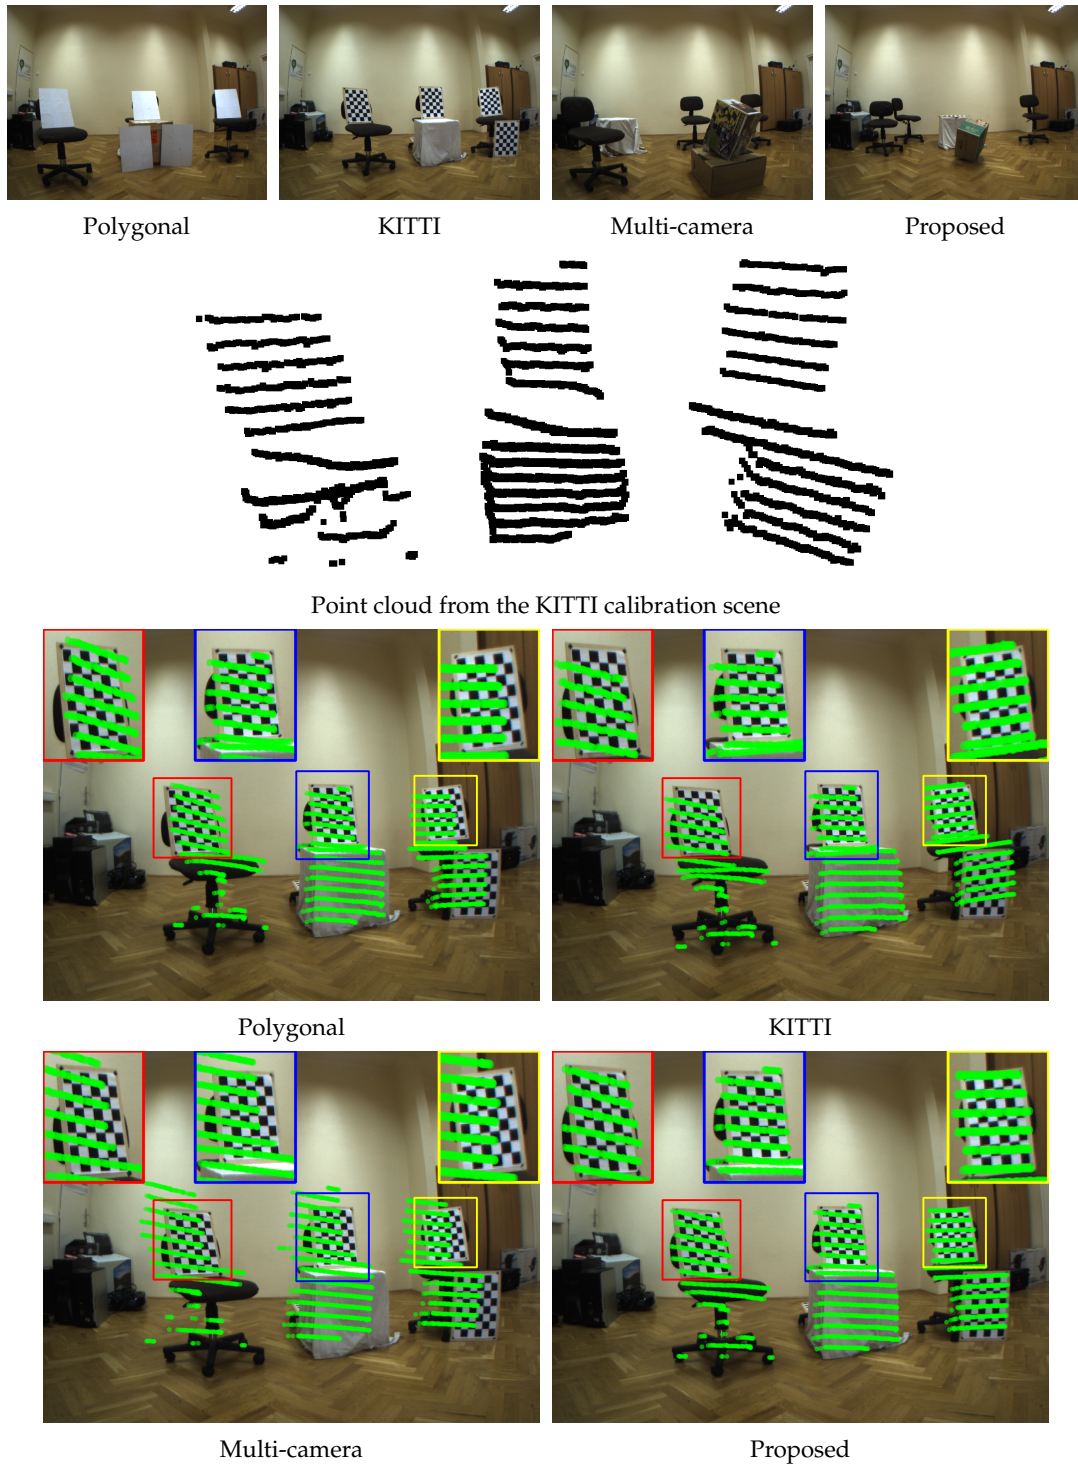 Polygonal
KITTI
Multi-camera
Proposed
Point cloud from the KITTI calibration scene
Polygonal
KITTI
Multi-camera
Proposed